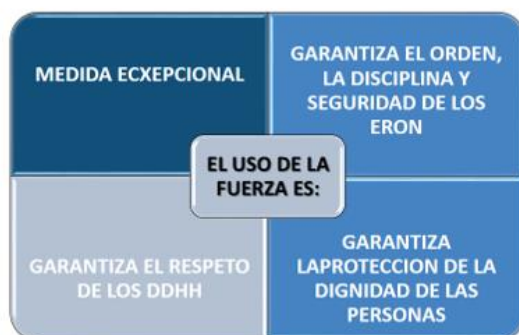 MEDIDA ECXEPCIONAL
GARANTIZA EL ORDEN,
LA DISCIPLINA Y
SEGURIDAD DE LOS
ERON
EL USO DE LA
FUERZA ES:
GARANTIZA EL RESPETO
DE LOS DDHH
GARANTIZA
LAPROTECCION DE LA
DIGNIDAD DE LAS
PERSONAS